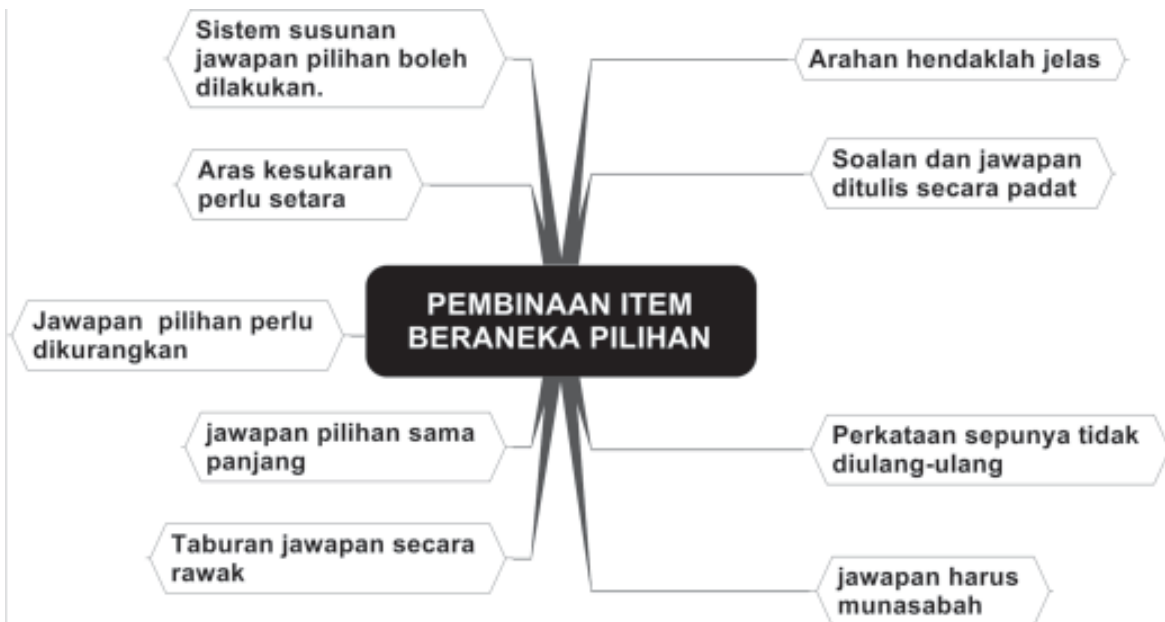 Sistem susunan
jawapan pilihan boleh
dilakukan.
Arahan hendaklah jelas
Aras kesukaran
perlu setara
Soalan dan jawapan
ditulis secara padat
PEMBINAAN ITEM
BERANEKA PILIHAN
Jawapan pilihan perlu
dikurangkan
jawapan pilihan sama
panjang
Perkataan sepunya tidak
diulang-ulang
Taburan jawapan secara
rawak
jawapan harus
munasabah